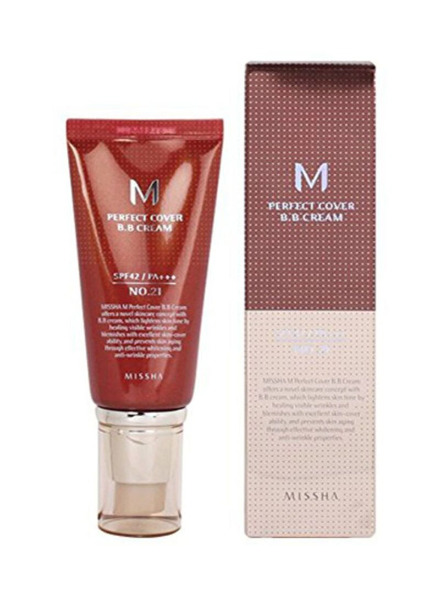 M
PERFECT COVER
B.B CREAM
SPF42 / PA+++
NO.21
MISSHA M Perfect Cover B.B Cream
offers a novel skincare concept with
B.B cream, which lightens skin tone by
healing visible wrinkles and
blemishes with excellent skin-cover
ability, and prevents skin aging
through effective whitening and
anti-wrinkle properties.
MISSHA
M
PERFECT COVER
B.B CREAM
MISSHA M Perfect Cover B.B Cream
offers a novel skincare concept with
B.B cream, which lightens skin tone by
healing visible wrinkles and
blemishes with excellent skin-cover
ability, and prevents skin aging
through effective whitening and
anti-wrinkle properties.
MISSHA